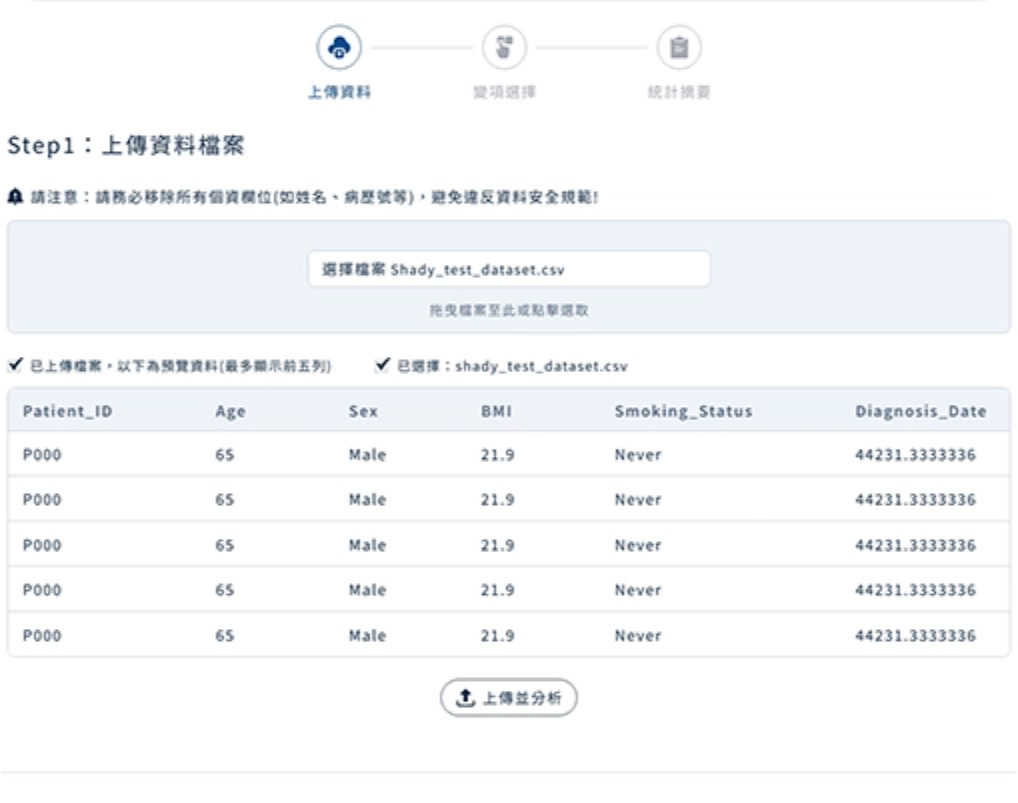 上傳資料 變項選擇 統計摘要
Step1：上傳資料檔案
請注意：請務必移除所有個資欄位(如姓名、病歷號等)，避免違反資料安全規範!
選擇檔案 Shady_test_dataset.csv
拖曳檔案至此或點擊選取
已上傳檔案，以下為預覽資料(最多顯示前五列) 已選擇：shady_test_dataset.csv
Patient_ID Age Sex BMI Smoking_Status Diagnosis_Date
P000 65 Male 21.9 Never 44231.3333336
P000 65 Male 21.9 Never 44231.3333336
P000 65 Male 21.9 Never 44231.3333336
P000 65 Male 21.9 Never 44231.3333336
P000 65 Male 21.9 Never 44231.3333336
上傳並分析